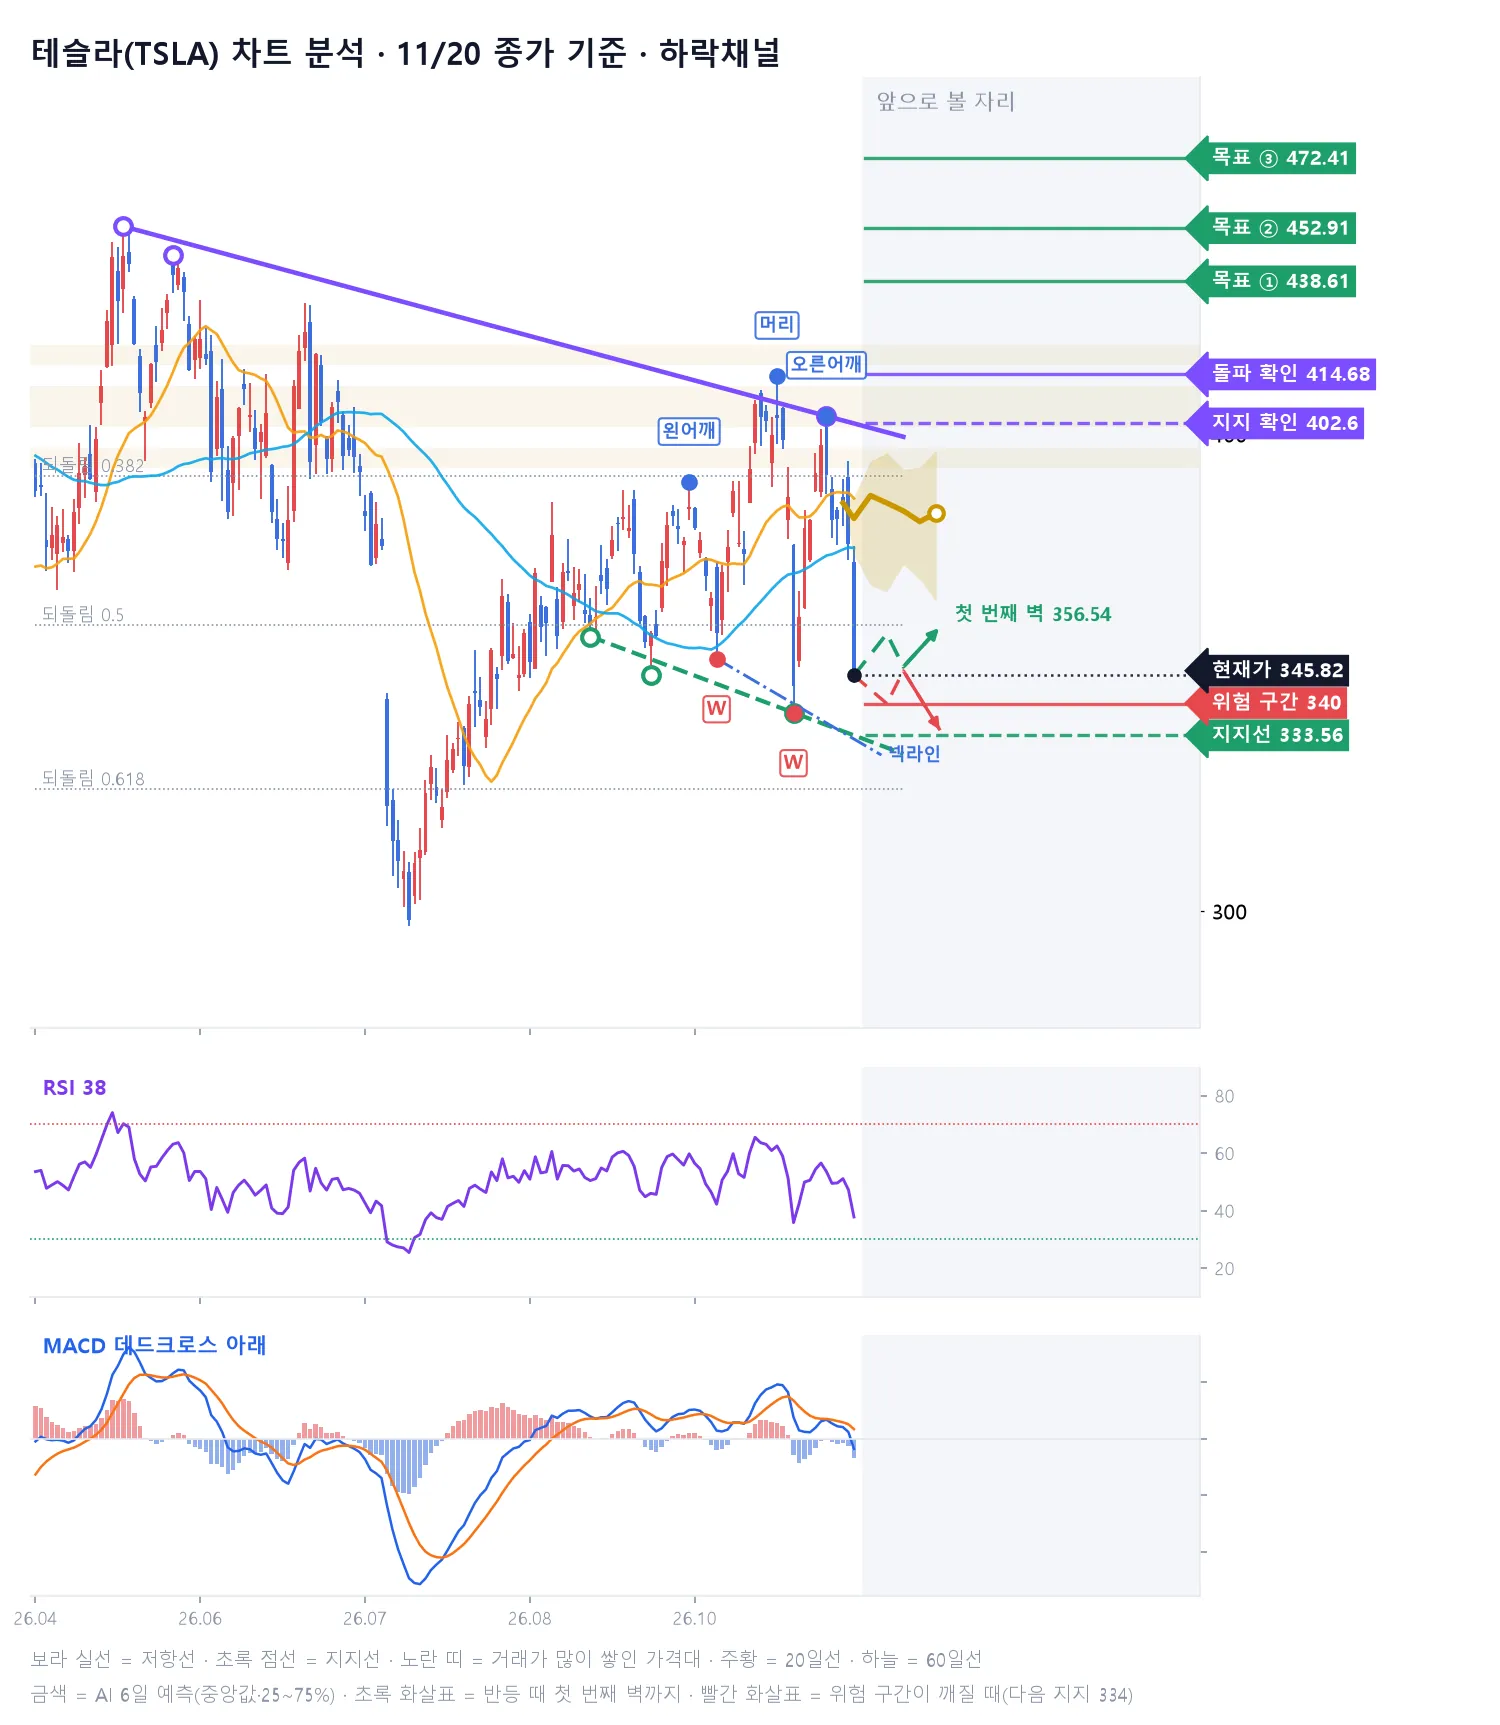 테슬라(TSLA) 차트 분석 · 11/20 종가 기준 · 하락채널
앞으로 볼 자리
목표 ③ 472.41
목표 ② 452.91
목표 ① 438.61
머리
오른어깨
돌파 확인 414.68
왼어깨
지지 확인 402.6
되돌림 0.382
되돌림 0.5
첫 번째 벽 356.54
현재가 345.82
위험 구간 340
W
지지선 333.56
넥라인
W
되돌림 0.618
300
RSI 38
80
60
40
20
MACD 데드크로스 아래
26.04
26.06
26.07
26.08
26.10
보라 실선 = 저항선 · 초록 점선 = 지지선 · 노란 띠 = 거래가 많이 쌓인 가격대 · 주황 = 20일선 · 하늘 = 60일선
금색 = AI 6일 예측(중앙값·25~75%) · 초록 화살표 = 반등 때 첫 번째 벽까지 · 빨간 화살표 = 위험 구간이 깨질 때(다음 지지 334)